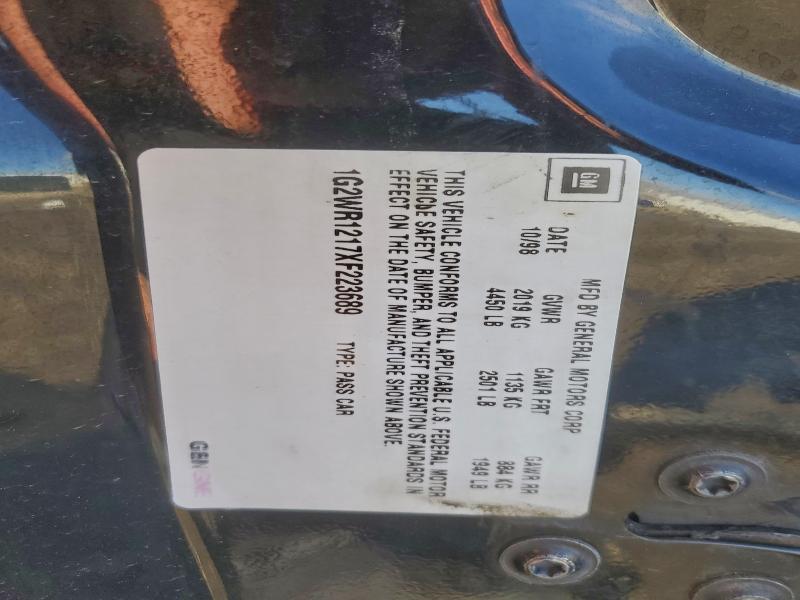 GM
MFD BY GENERAL MOTORS CORP
DATE GVWR GAWR FRT GAWR RR
10/98 2019 KG 1135 KG 884 KG
4450 LB 2501 LB 1949 LB
THIS VEHICLE CONFORMS TO ALL APPLICABLE U.S. FEDERAL MOTOR
VEHICLE SAFETY, BUMPER, AND THEFT PREVENTION STANDARDS IN
EFFECT ON THE DATE OF MANUFACTURE SHOWN ABOVE.
1G2WR1217XF223689 TYPE: PASS CAR